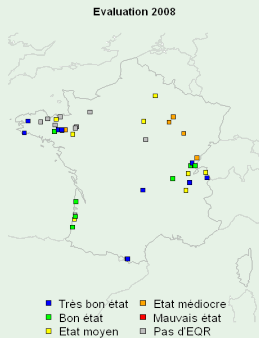 Evaluation 2008
Très bon état
Etat médiocre
Bon état
Mauvais état
Etat moyen
Pas d'EQR